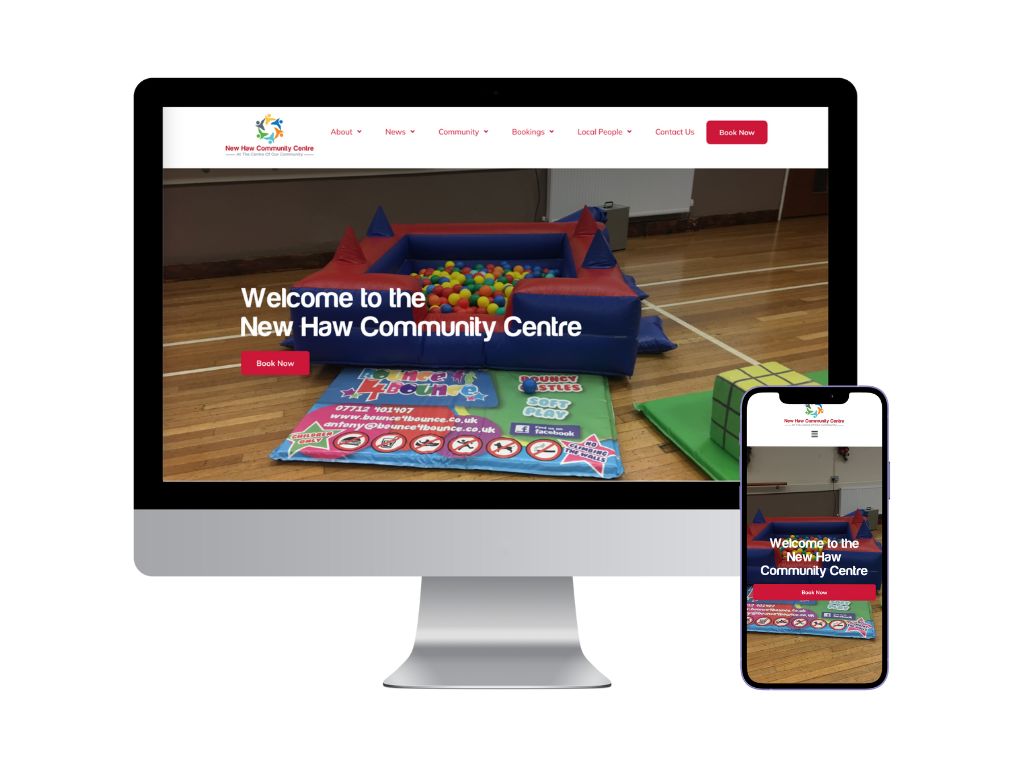 New Haw Community Centre
At The Centre Of Our Community
About
News
Community
Bookings
Local People
Contact Us
Book Now
Welcome to the
New Haw Community Centre
Book Now
BOUNCE
4 BOUNCE
07712 401407
www.bounce4bounce.co.uk
antony@bounce4bounce.co.uk
BOUNCY
CASTLES
SOFT
PLAY
Find us on
facebook
CHILDREN
ONLY
NO
CLIMBING
THE WALLS
New Haw Community Centre
Welcome to the
New Haw
Community Centre
Book Now
SOFT
PLAY
facebook